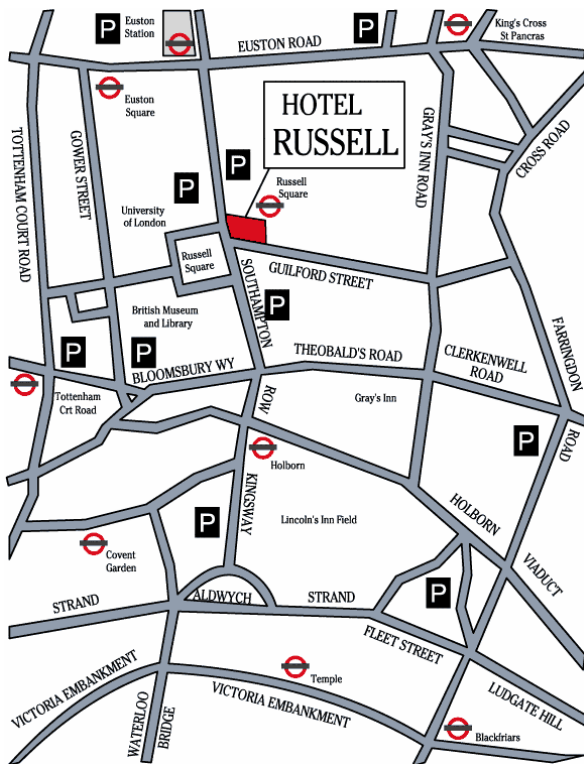 Euston
Station
P
P
King's Cross
St Pancras
EUSTON ROAD
Euston
Square
HOTEL
RUSSELL
TOTTENHAM COURT ROAD
GOWER STREET
GRAY'S INN ROAD
CROSS ROAD
P
P
Russell
Square
University
of London
Russell
Square
SOUTHAMPTON
GUILFORD STREET
British Museum
and Library
P
FARRINGDON
P
P
BLOOMSBURY WY
THEOBALD'S ROAD
CLERKENWELL
ROAD
Tottenham
Crt Road
ROW
Gray's Inn
ROAD
P
Holborn
KINGSWAY
HOLBORN
P
Lincoln's Inn Field
Covent
Garden
VIADUCT
STRAND
ALDWYCH
STRAND
P
FLEET STREET
Temple
VICTORIA EMBANKMENT
VICTORIA EMBANKMENT
LUDGATE HILL
WATERLOO
BRIDGE
Blackfriars